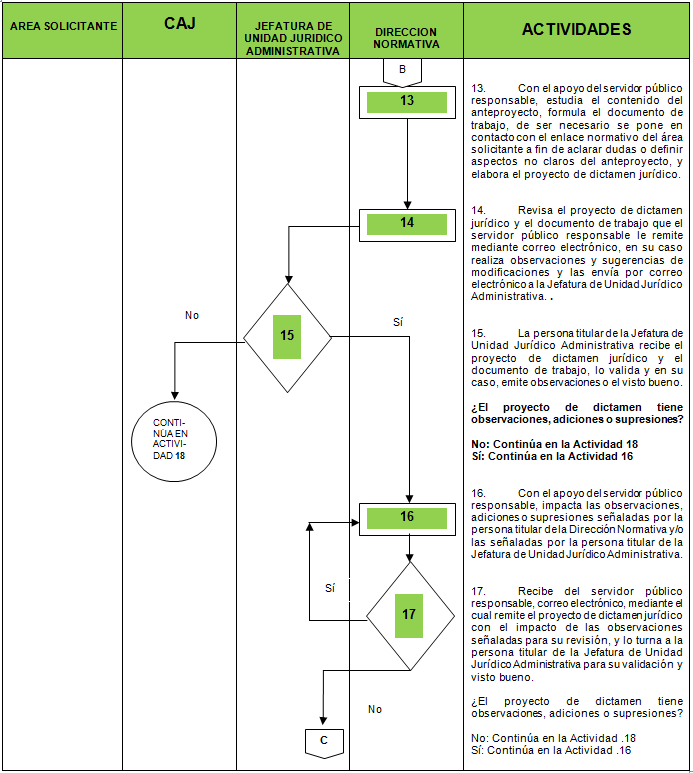 AREA SOLICITANTE
CAJ
JEFATURA DE
UNIDAD JURIDICO
ADMINISTRATIVA
DIRECCION
NORMATIVA
ACTIVIDADES
B
13
14
15
No
Sí
CONTI-
NÚA EN
ACTIVI-
DAD 18
16
Sí
17
No
C
13. Con el apoyo del servidor público
responsable, estudia el contenido del
anteproyecto, formula el documento de
trabajo, de ser necesario se pone en
contacto con el enlace normativo del área
solicitante a fin de aclarar dudas o definir
aspectos no claros del anteproyecto, y
elabora el proyecto de dictamen jurídico.
14. Revisa el proyecto de dictamen
jurídico y el documento de trabajo que el
servidor público responsable le remite
mediante correo electrónico, en su caso
realiza observaciones y sugerencias de
modificaciones y las envía por correo
electrónico a la Jefatura de Unidad Jurídico
Administrativa. .
15. La persona titular de la Jefatura de
Unidad Jurídico Administrativa recibe el
proyecto de dictamen jurídico y el
documento de trabajo, lo valida y en su
caso, emite observaciones o el visto bueno.
¿El proyecto de dictamen tiene
observaciones, adiciones o supresiones?
No: Continúa en la Actividad 18
Sí: Continúa en la Actividad 16
16. Con el apoyo del servidor público
responsable, impacta las observaciones,
adiciones o supresiones señaladas por la
persona titular de la Dirección Normativa y/o
las señaladas por la persona titular de la
Jefatura de Unidad Jurídico Administrativa.
17. Recibe del servidor público
responsable, correo electrónico, mediante el
cual remite el proyecto de dictamen jurídico
con el impacto de las observaciones
señaladas para su revisión, y lo turna a la
persona titular de la Jefatura de Unidad
Jurídico Administrativa para su validación y
visto bueno.
¿El proyecto de dictamen tiene
observaciones, adiciones o supresiones?
No: Continúa en la Actividad .18
Sí: Continúa en la Actividad .16